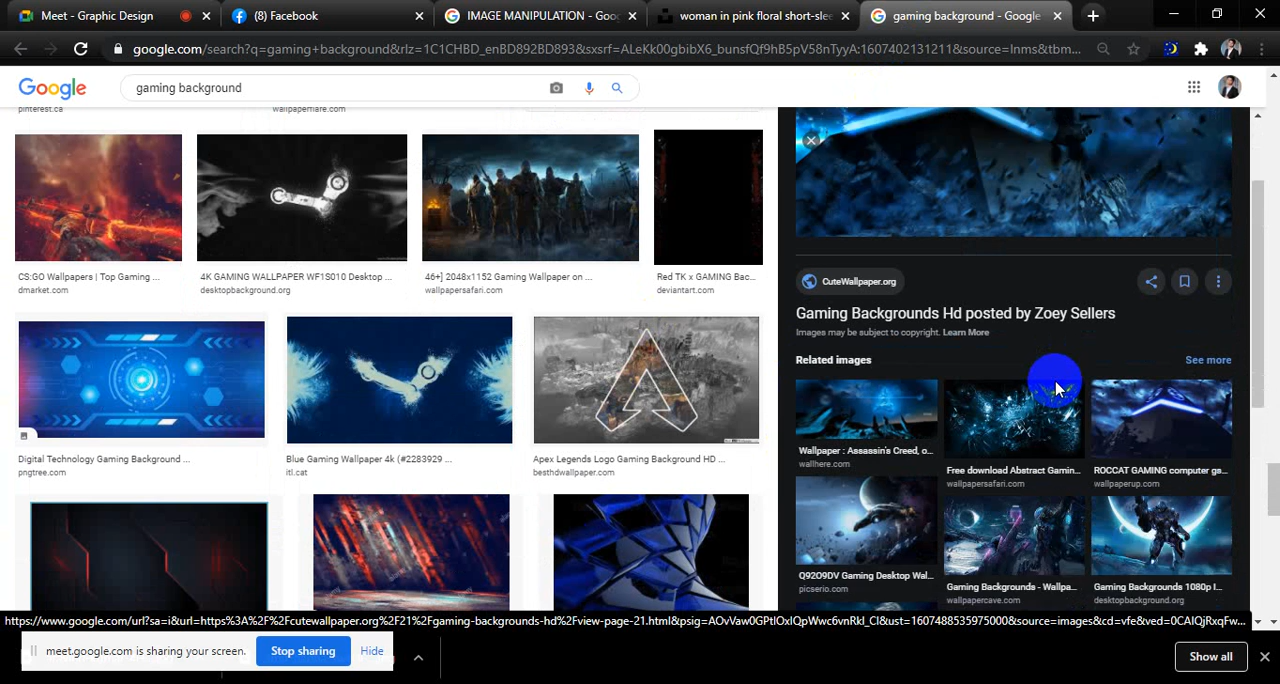 Meet - Graphic Design
(8) Facebook
IMAGE MANIPULATION - Goo
woman in pink floral short-slee
gaming background - Google
google.com/search?q=gaming+background&rlz=1C1CHBD_enBD892BD893&sxsrf=ALeKk00gbibX6_bunsfQf9hB5pV58nTyyA:1607402131211&source=lnms&tbm...
Google
gaming background
pinterest.ca
wallpaperflare.com
CS:GO Wallpapers | Top Gaming ...
dmarket.com
4K GAMING WALLPAPER WF1S010 Desktop ...
desktopbackground.org
46+] 2048x1152 Gaming Wallpaper on ...
wallpapersafari.com
Red TK x GAMING Bac...
deviantart.com
Digital Technology Gaming Background ...
pngtree.com
Blue Gaming Wallpaper 4k (#2283929 ...
itl.cat
Apex Legends Logo Gaming Background HD ...
besthdwallpaper.com
CuteWallpaper.org
Gaming Backgrounds Hd posted by Zoey Sellers
Images may be subject to copyright. Learn More
Related images
See more
Wallpaper : Assassin's Creed, o...
wallhere.com
Free download Abstract Gamin...
wallpapersafari.com
ROCCAT GAMING computer ga...
wallpaperup.com
Q92O9DV Gaming Desktop Wal...
picserio.com
Gaming Backgrounds - Wallpa...
wallpapercave.com
Gaming Backgrounds 1080p I...
desktopbackground.org
https://www.google.com/url?sa=i&url=https%3A%2F%2Fcutewallpaper.org%2F21%2Fgaming-backgrounds-hd%2Fview-page-21.html&psig=AOvVaw0GPtlOxIQpWwc6vnRkl_Cl&ust=1607488535975000&source=images&cd=vfe&ved=0CAIQjRxqFw...
meet.google.com is sharing your screen.
Stop sharing
Hide
Show all